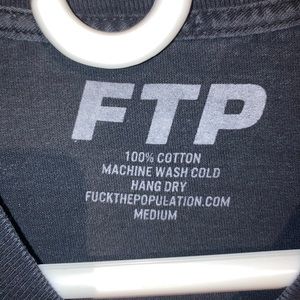 FTP
100% COTTON
MACHINE WASH COLD
HANG DRY
FUCKTHEPOPULATION.COM
MEDIUM